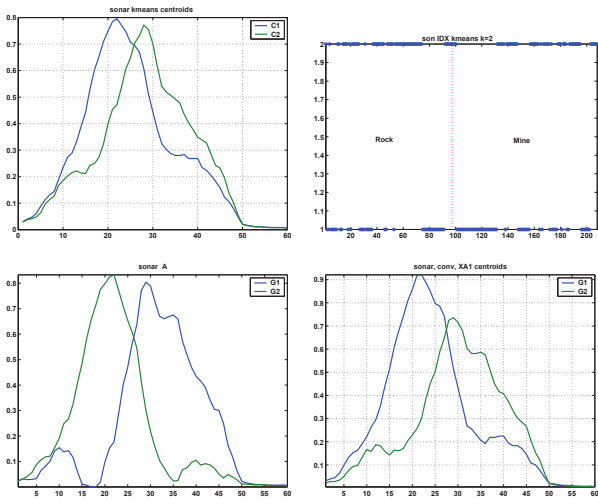 sonar kmeans centroids
0.8
0.7
0.6
0.5
0.4
0.3
0.2
0.1
0
0 10 20 30 40 50 60
C1
C2
son IDX kmeans k=2
2
1.9
1.8
1.7
1.6
1.5
1.4
1.3
1.2
1.1
1
Rock Mine
20 40 60 80 100 120 140 160 180 200
sonar A
0.8
0.7
0.6
0.5
0.4
0.3
0.2
0.1
5 10 15 20 25 30 35 40 45 50 55 60
G1
G2
sonar, conv, XA1 centroids
0.9
0.8
0.7
0.6
0.5
0.4
0.3
0.2
0.1
5 10 15 20 25 30 35 40 45 50 55 60
G1
G2